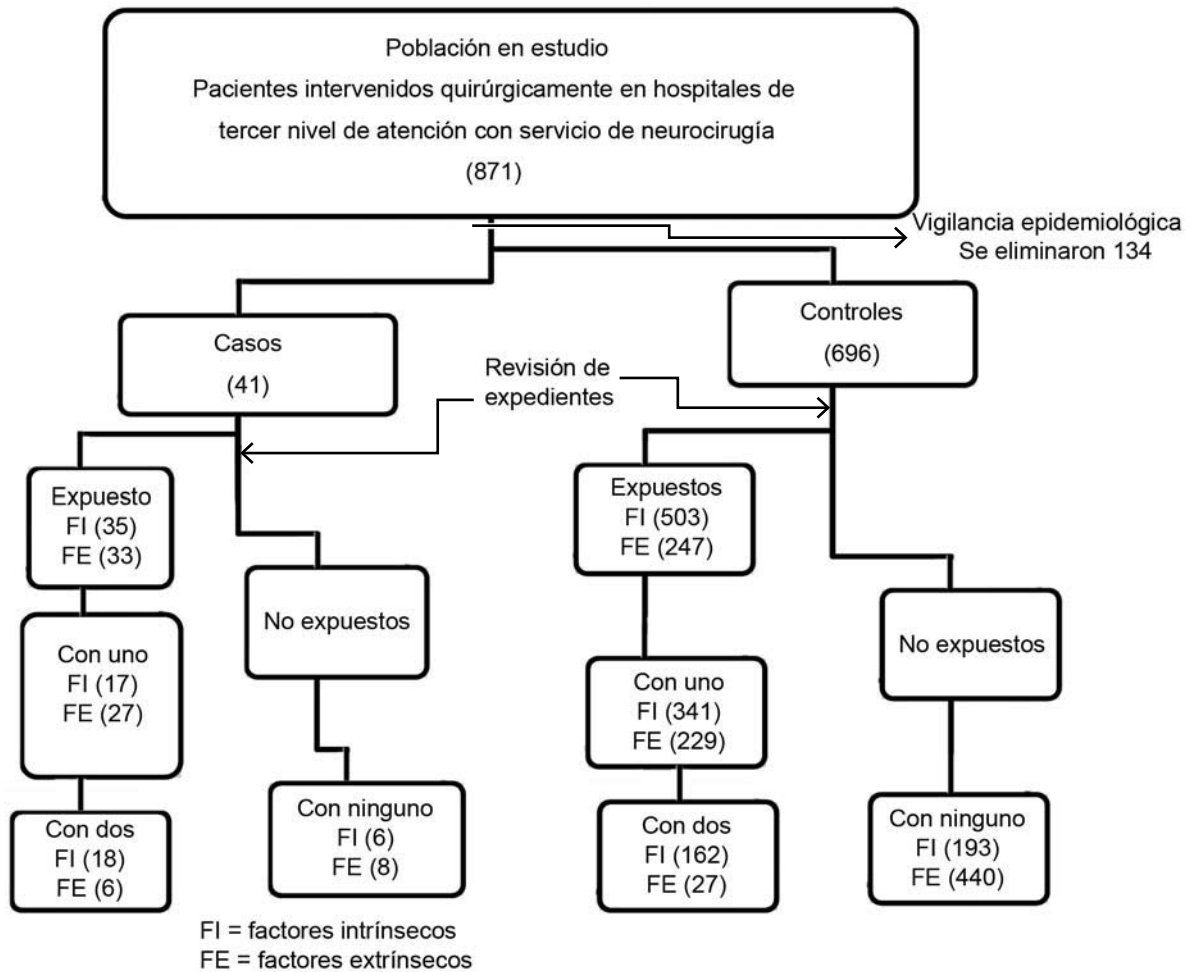 Población en estudio
Pacientes intervenidos quirúrgicamente en hospitales de
tercer nivel de atención con servicio de neurocirugía
(871)
Vigilancia epidemiológica
Se eliminaron 134
Casos
(41)
Controles
(696)
Revisión de
expedientes
Expuesto
FI (35)
FE (33)
No expuestos
Con uno
FI (17)
FE (27)
Con dos
FI (18)
FE (6)
Con ninguno
FI (6)
FE (8)
Expuestos
FI (503)
FE (247)
No expuestos
Con uno
FI (341)
FE (229)
Con dos
FI (162)
FE (27)
Con ninguno
FI (193)
FE (440)
FI = factores intrínsecos
FE = factores extrínsecos